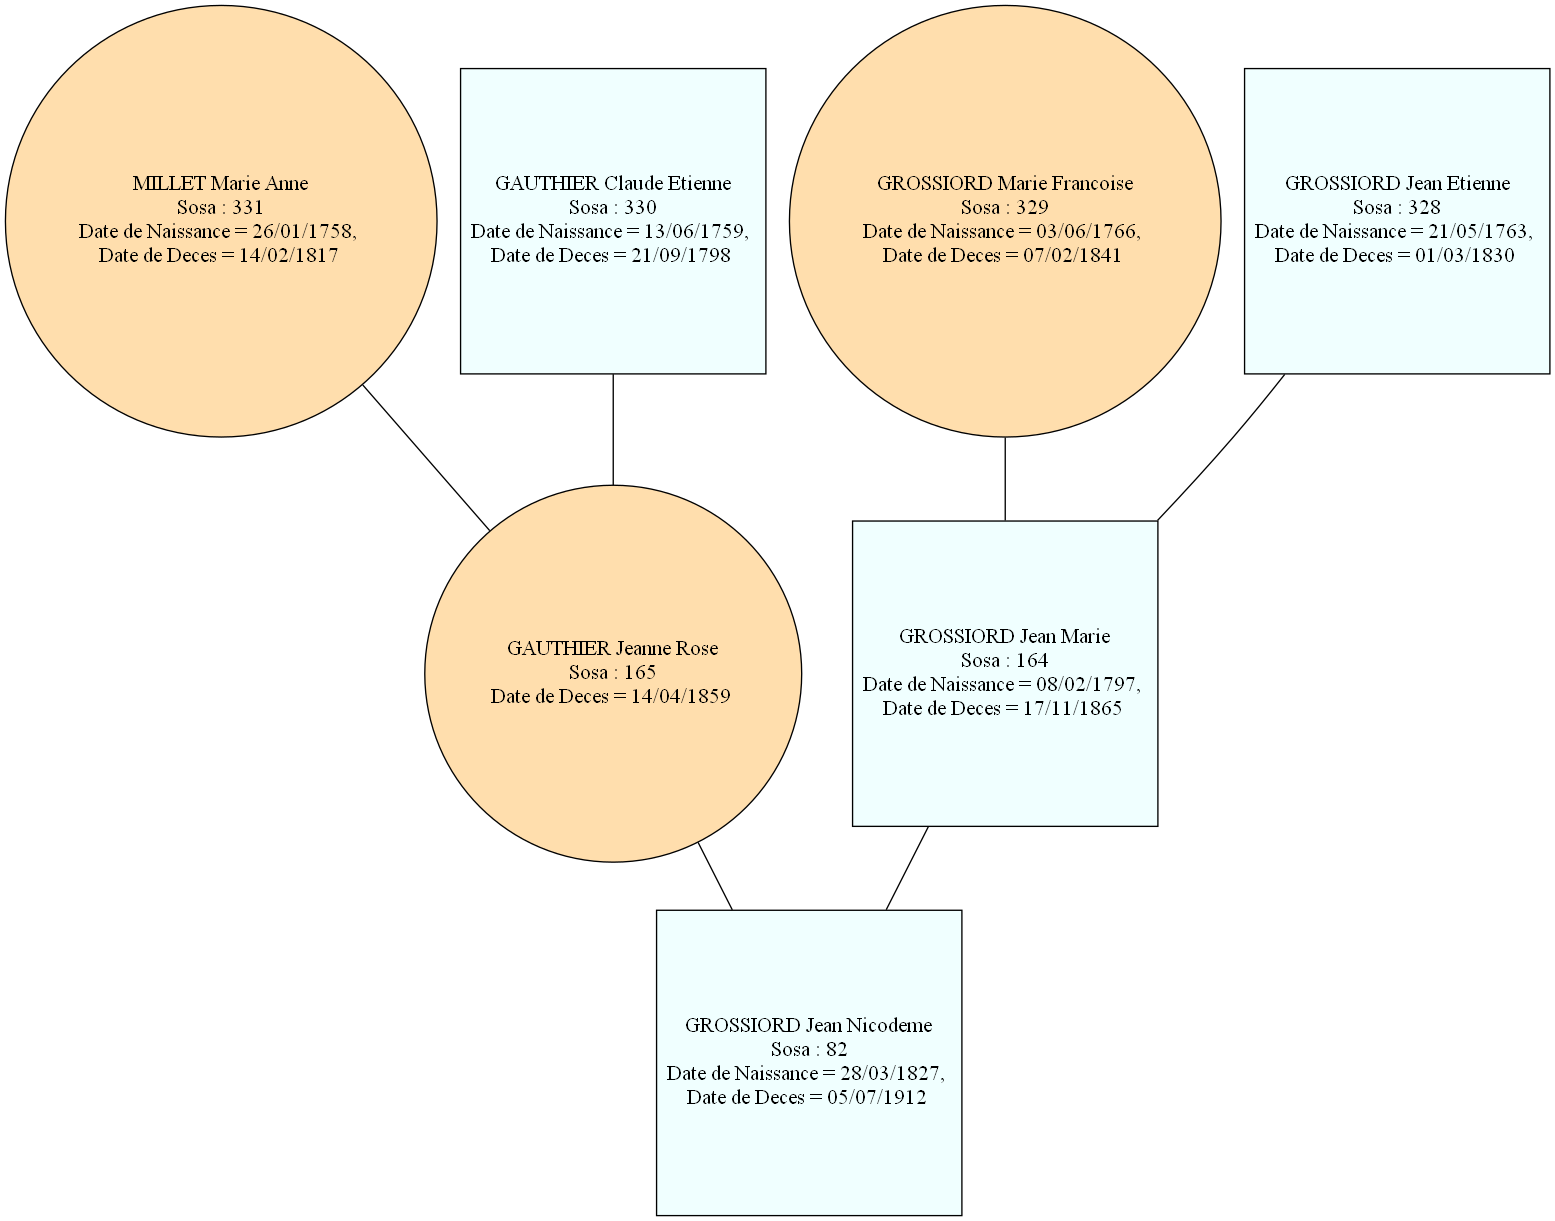 MILLET Marie Anne
Sosa : 331
Date de Naissance = 26/01/1758,
Date de Deces = 14/02/1817
GAUTHIER Claude Etienne
Sosa : 330
Date de Naissance = 13/06/1759,
Date de Deces = 21/09/1798
GROSSIORD Marie Francoise
Sosa : 329
Date de Naissance = 03/06/1766,
Date de Deces = 07/02/1841
GROSSIORD Jean Etienne
Sosa : 328
Date de Naissance = 21/05/1763,
Date de Deces = 01/03/1830
GAUTHIER Jeanne Rose
Sosa : 165
Date de Deces = 14/04/1859
GROSSIORD Jean Marie
Sosa : 164
Date de Naissance = 08/02/1797,
Date de Deces = 17/11/1865
GROSSIORD Jean Nicodeme
Sosa : 82
Date de Naissance = 28/03/1827,
Date de Deces = 05/07/1912